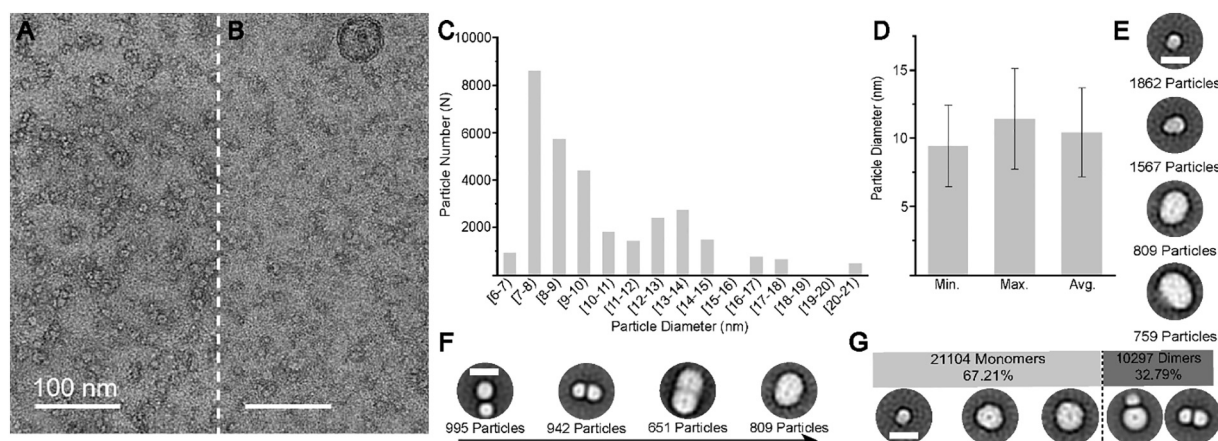 A
B
100 nm
C
Particle Number (N)
10000
8000
6000
4000
2000
0
[6-7)
[7-8)
[8-9)
[9-10)
[10-11)
[11-12)
[12-13)
[13-14)
[14-15)
[15-16)
[16-17)
[17-18)
[18-19)
[19-20)
[20-21)
Particle Diameter (nm)
D
Particle Diameter (nm)
15
10
5
Min.
Max.
Avg.
E
1862 Particles
1567 Particles
809 Particles
759 Particles
F
995 Particles
942 Particles
651 Particles
809 Particles
G
21104 Monomers
67.21%
10297 Dimers
32.79%